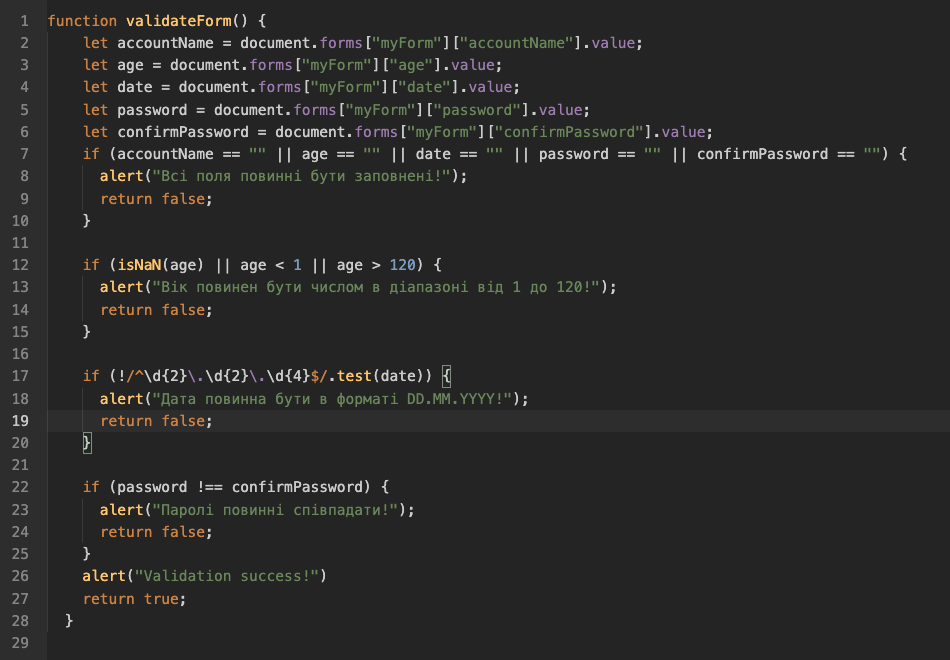 1 function validateForm() {
2 let accountName = document.forms["myForm"]["accountName"].value;
3 let age = document.forms["myForm"]["age"].value;
4 let date = document.forms["myForm"]["date"].value;
5 let password = document.forms["myForm"]["password"].value;
6 let confirmPassword = document.forms["myForm"]["confirmPassword"].value;
7 if (accountName == "" || age == "" || date == "" || password == "" || confirmPassword == "") {
8 alert("Всі поля повинні бути заповнені!");
9 return false;
10 }
11
12 if (isNaN(age) || age < 1 || age > 120) {
13 alert("Вік повинен бути числом в діапазоні від 1 до 120!");
14 return false;
15 }
16
17 if (!/^\d{2}\.\d{2}\.\d{4}$/.test(date)) {
18 alert("Дата повинна бути в форматі DD.MM.YYYY!");
19 return false;
20 }
21
22 if (password !== confirmPassword) {
23 alert("Паролі повинні співпадати!");
24 return false;
25 }
26 alert("Validation success!")
27 return true;
28 }
29